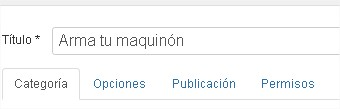 Título * Arma tu maquinón
Categoría Opciones Publicación Permisos